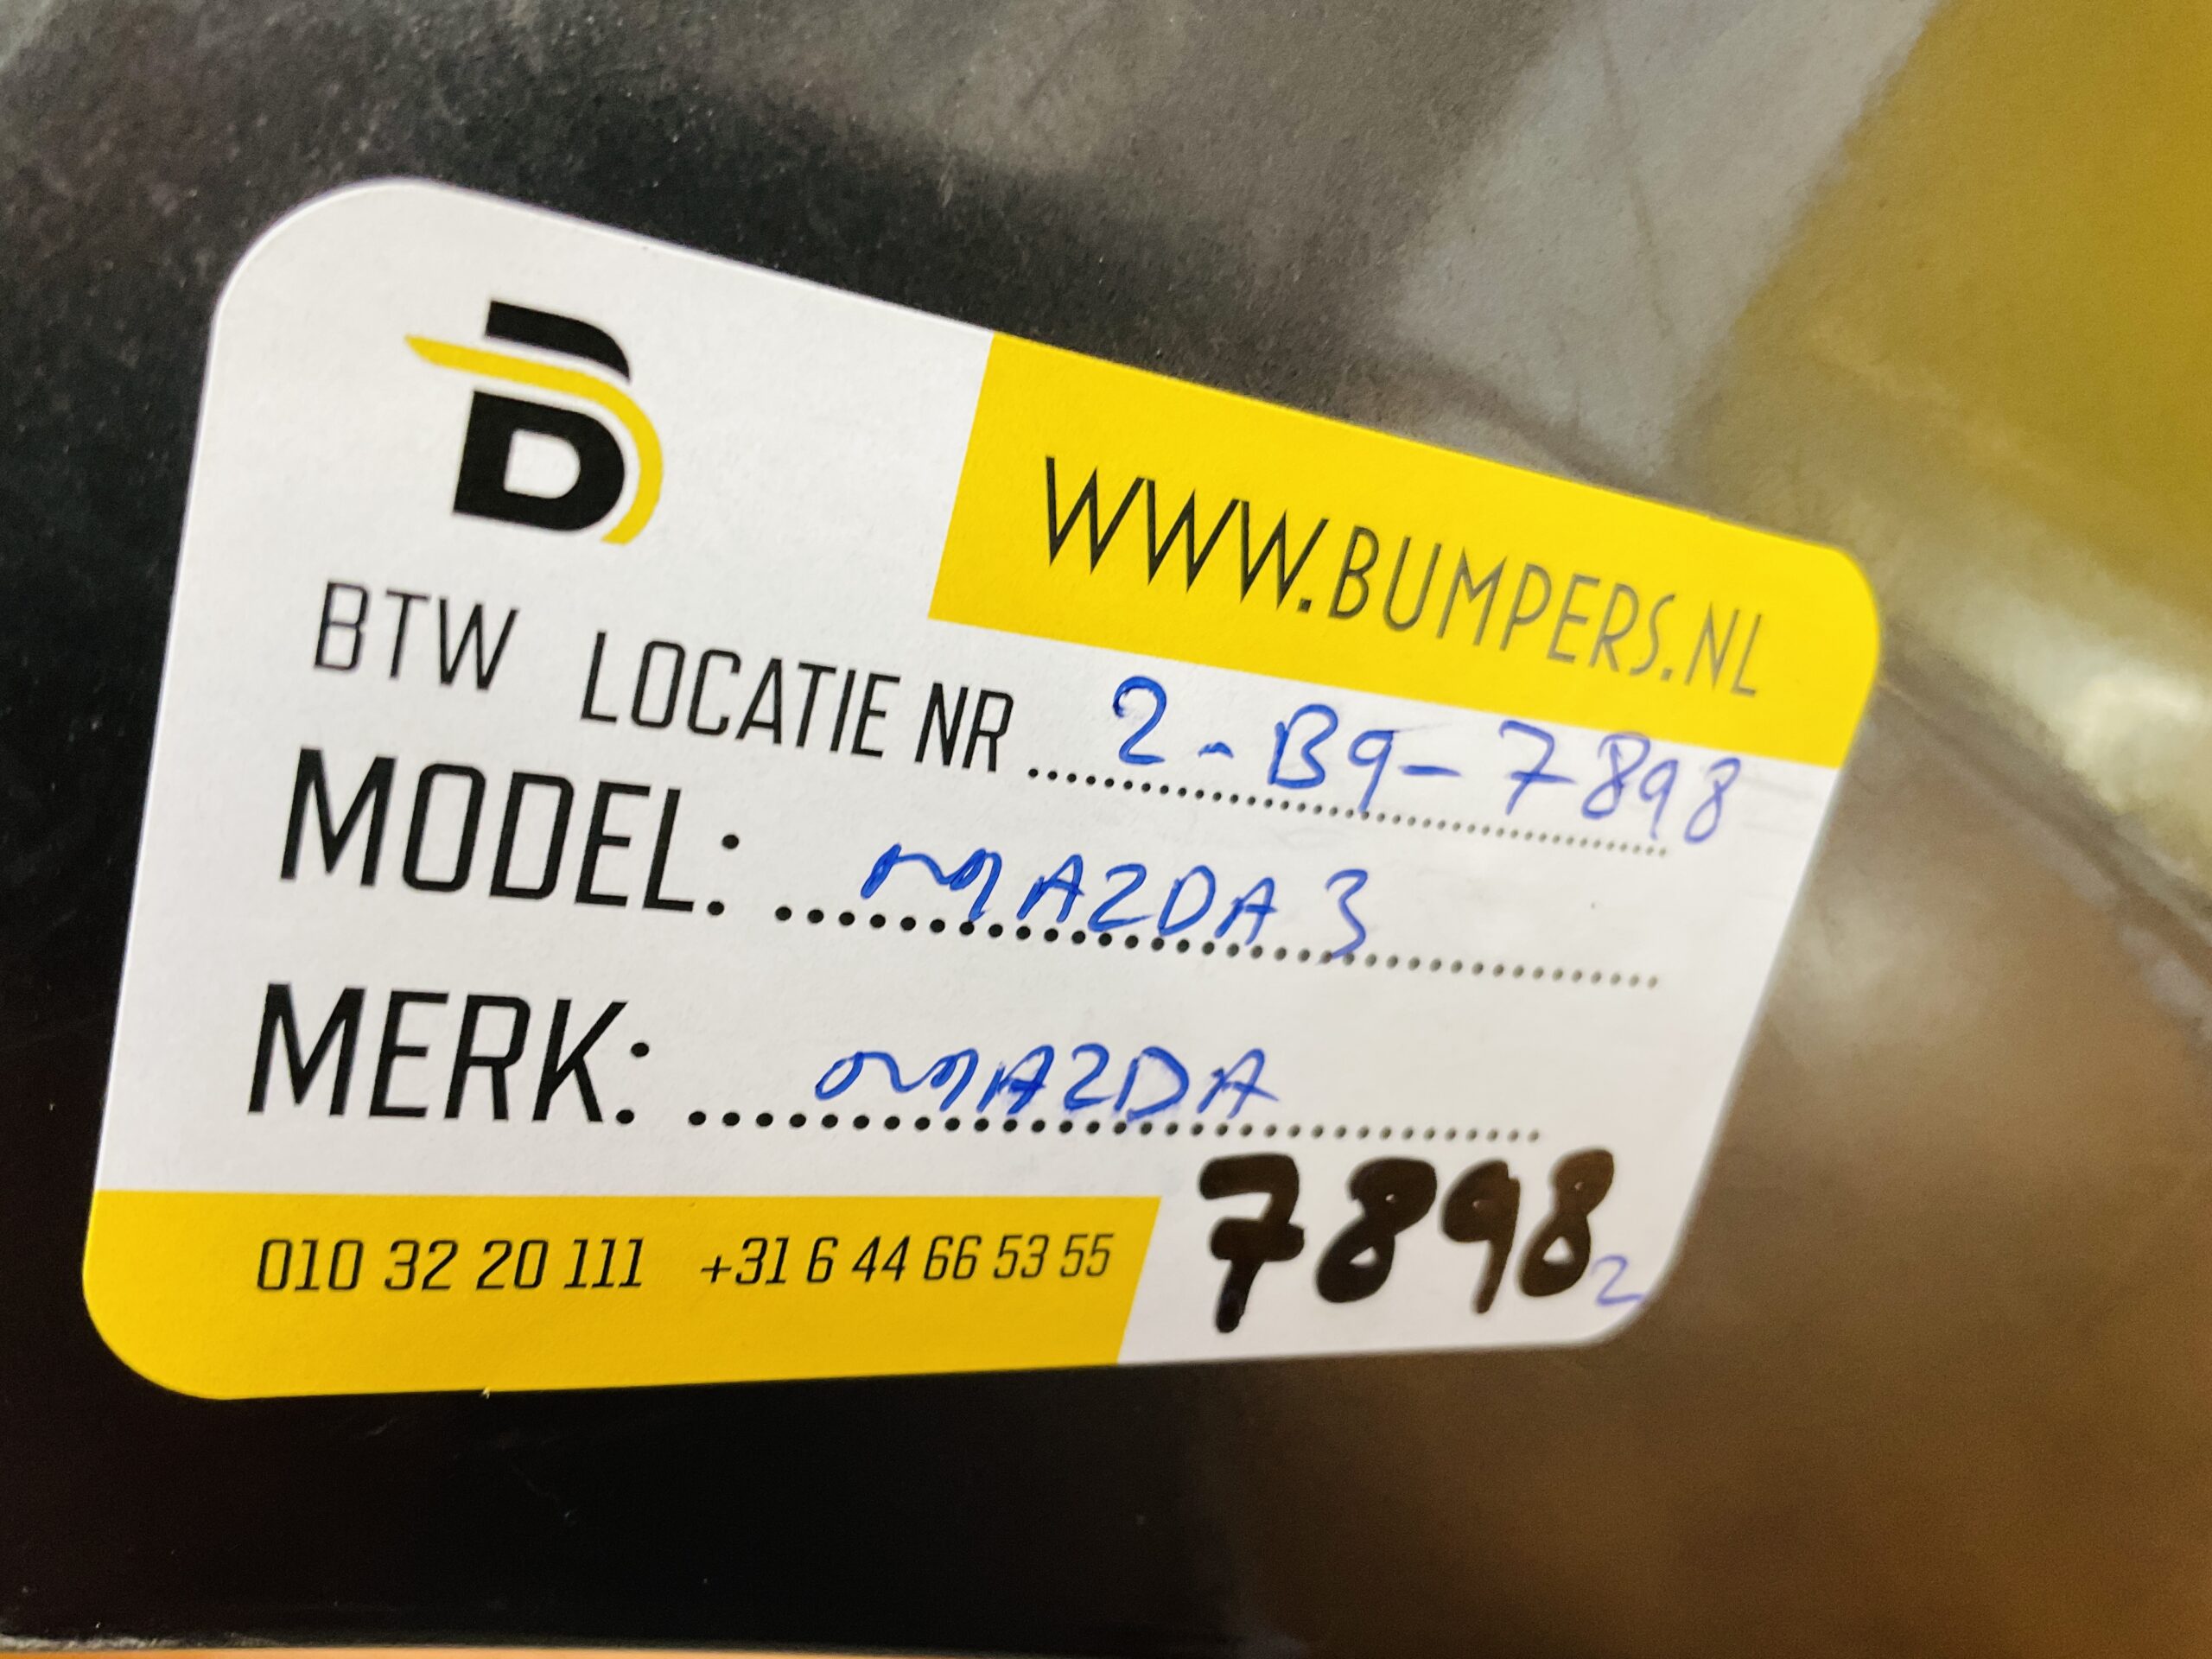 B
WWW.BUMPERS.NL
BTW LOCATIE NR ... 2-B9-7898
MODEL: ... MAZDA 3
MERK: ... MAZDA
7898 2
010 32 20 111 +31 6 44 66 53 55